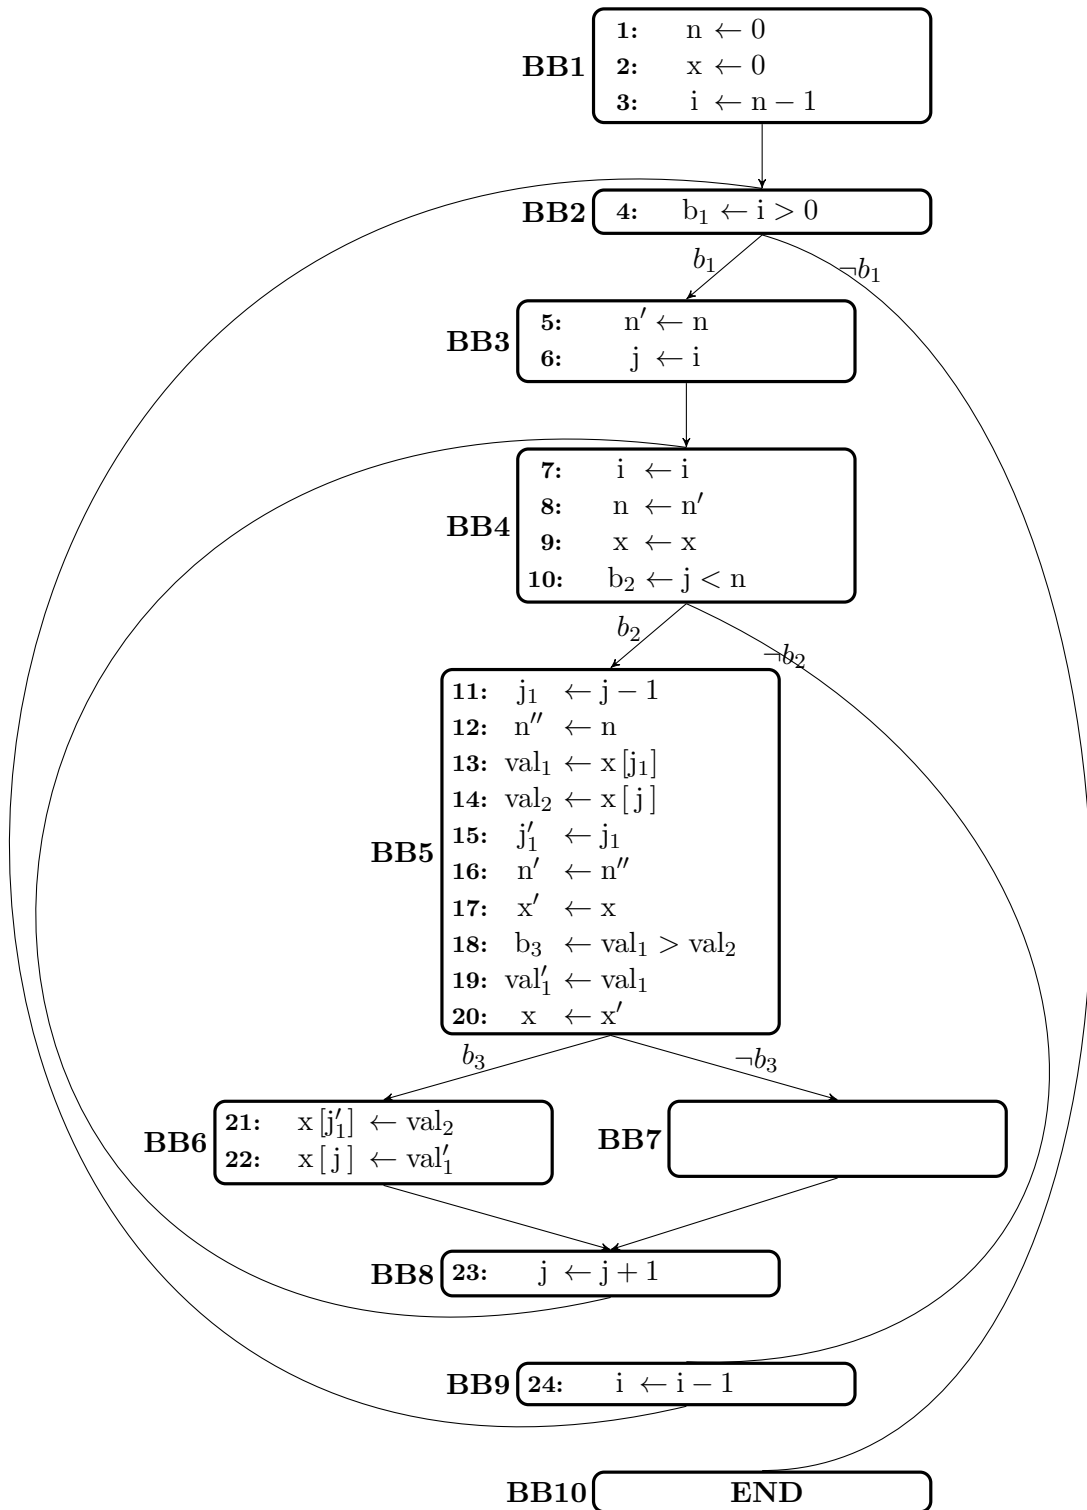 BB1
1: n ← 0
2: x ← 0
3: i ← n − 1
BB2
4: b₁ ← i > 0
b₁
¬b₁
BB3
5: n′ ← n
6: j ← i
BB4
7: i ← i
8: n ← n′
9: x ← x
10: b₂ ← j < n
b₂
¬b₂
BB5
11: j₁ ← j − 1
12: n″ ← n
13: val₁ ← x [j₁]
14: val₂ ← x [ j ]
15: j′₁ ← j₁
16: n′ ← n″
17: x′ ← x
18: b₃ ← val₁ > val₂
19: val′₁ ← val₁
20: x ← x′
b₃
¬b₃
BB6
21: x [j′₁] ← val₂
22: x [ j ] ← val′₁
BB7
BB8
23: j ← j + 1
BB9
24: i ← i − 1
BB10
END